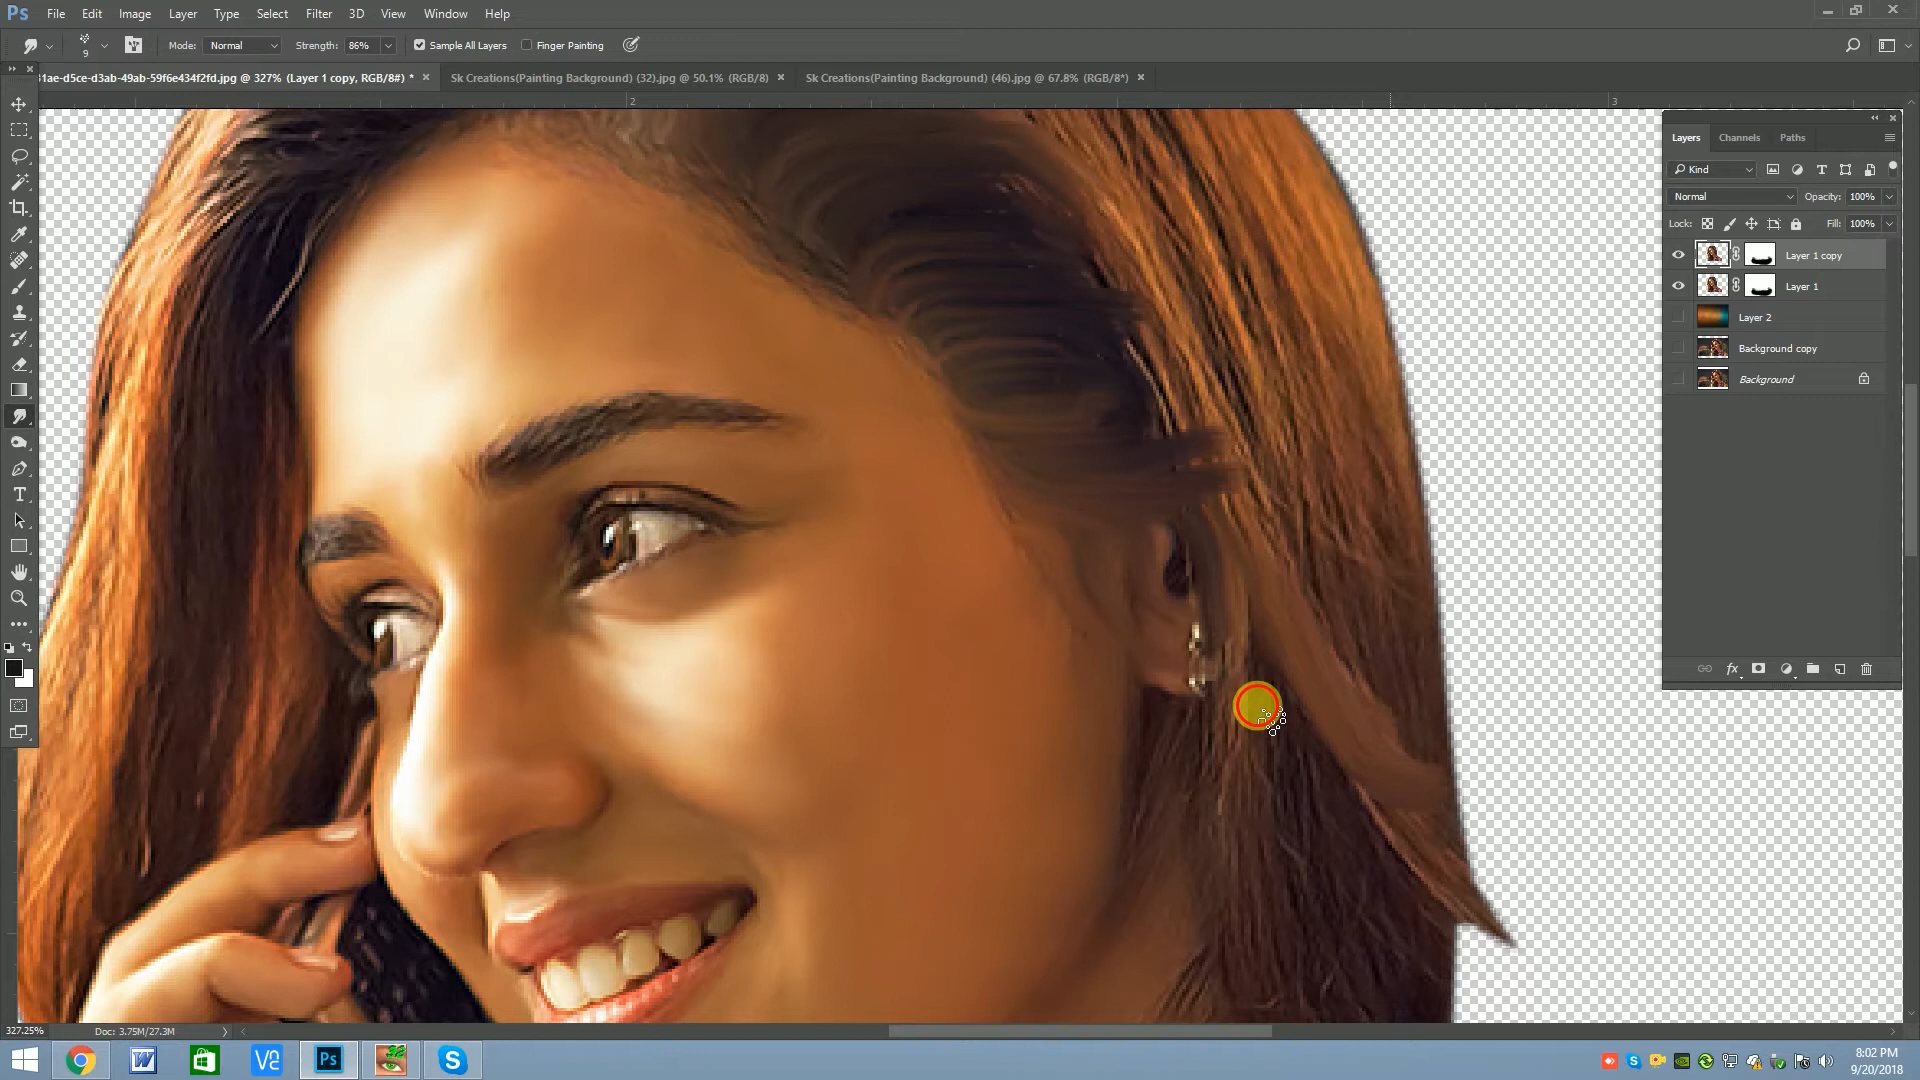 Ps File Edit Image Layer Type Select Filter 3D View Window Help
9 Mode: Normal Strength: 86% Sample All Layers Finger Painting
31ae-d5ce-d3ab-49ab-59f6e434f2fd.jpg @ 327% (Layer 1 copy, RGB/8#) * Sk Creations(Painting Background) (32).jpg @ 50.1% (RGB/8) Sk Creations(Painting Background) (46).jpg @ 67.8% (RGB/8*)
2 3
Layers Channels Paths
Kind
Normal Opacity: 100%
Lock: Fill: 100%
Layer 1 copy
Layer 1
Layer 2
Background copy
Background
fx
327.25% Doc: 3.75M/27.3M
Ps
8:02 PM
9/20/2018